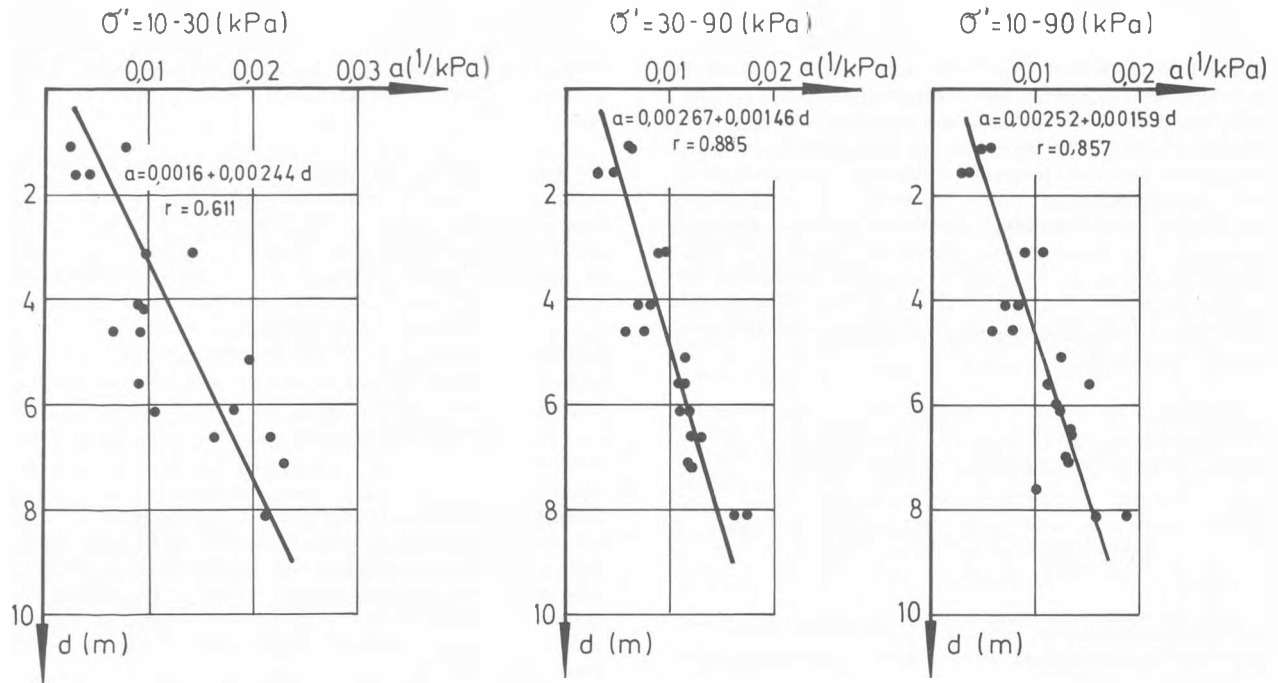 σ'=10-30 (kPa)
0,01 0,02 0,03 a(1/kPa)
a=0,0016+0,00244 d
r = 0,611
2
4
6
8
10
d (m)
σ'=30-90 (kPa)
0,01 0,02 a(1/kPa)
a=0,00267+0,00146 d
r = 0,885
2
4
6
8
10
d (m)
σ'=10-90 (kPa)
0,01 0,02 a(1/kPa)
a=0,00252+0,00159 d
r=0,857
2
4
6
8
10
d (m)